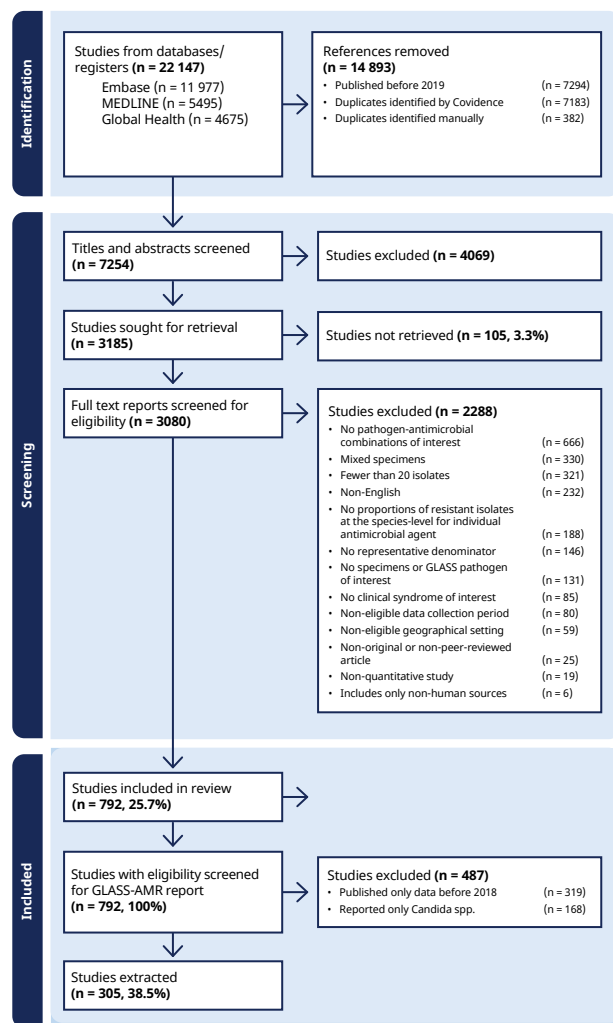 Identification
Studies from databases/
registers (n = 22 147)
Embase (n = 11 977)
MEDLINE (n = 5495)
Global Health (n = 4675)
References removed
(n = 14 893)
• Published before 2019 (n = 7294)
• Duplicates identified by Covidence (n = 7183)
• Duplicates identified manually (n = 382)
Screening
Titles and abstracts screened
(n = 7254)
Studies excluded (n = 4069)
Studies sought for retrieval
(n = 3185)
Studies not retrieved (n = 105, 3.3%)
Full text reports screened for
eligibility (n = 3080)
Studies excluded (n = 2288)
• No pathogen-antimicrobial
combinations of interest (n = 666)
• Mixed specimens (n = 330)
• Fewer than 20 isolates (n = 321)
• Non-English (n = 232)
• No proportions of resistant isolates
at the species-level for individual
antimicrobial agent (n = 188)
• No representative denominator (n = 146)
• No specimens or GLASS pathogen
of interest (n = 131)
• No clinical syndrome of interest (n = 85)
• Non-eligible data collection period (n = 80)
• Non-eligible geographical setting (n = 59)
• Non-original or non-peer-reviewed
article (n = 25)
• Non-quantitative study (n = 19)
• Includes only non-human sources (n = 6)
Included
Studies included in review
(n = 792, 25.7%)
Studies with eligibility screened
for GLASS-AMR report
(n = 792, 100%)
Studies excluded (n = 487)
• Published only data before 2018 (n = 319)
• Reported only Candida spp. (n = 168)
Studies extracted
(n = 305, 38.5%)